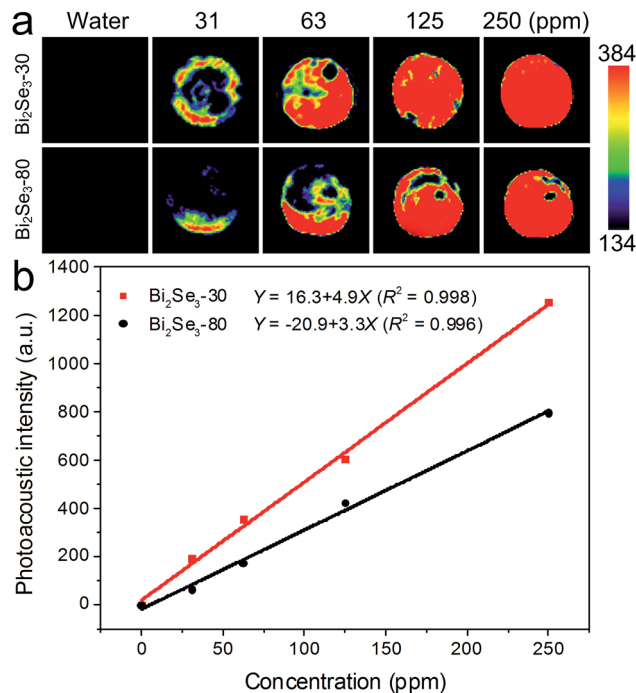 a
Water 31 63 125 250 (ppm)
Bi₂Se₃-30
Bi₂Se₃-80
384
134
b
1400
1200
1000
800
600
400
200
0
Photoacoustic intensity (a.u.)
Bi₂Se₃-30 Y = 16.3+4.9X (R² = 0.998)
Bi₂Se₃-80 Y = -20.9+3.3X (R² = 0.996)
0 50 100 150 200 250
Concentration (ppm)